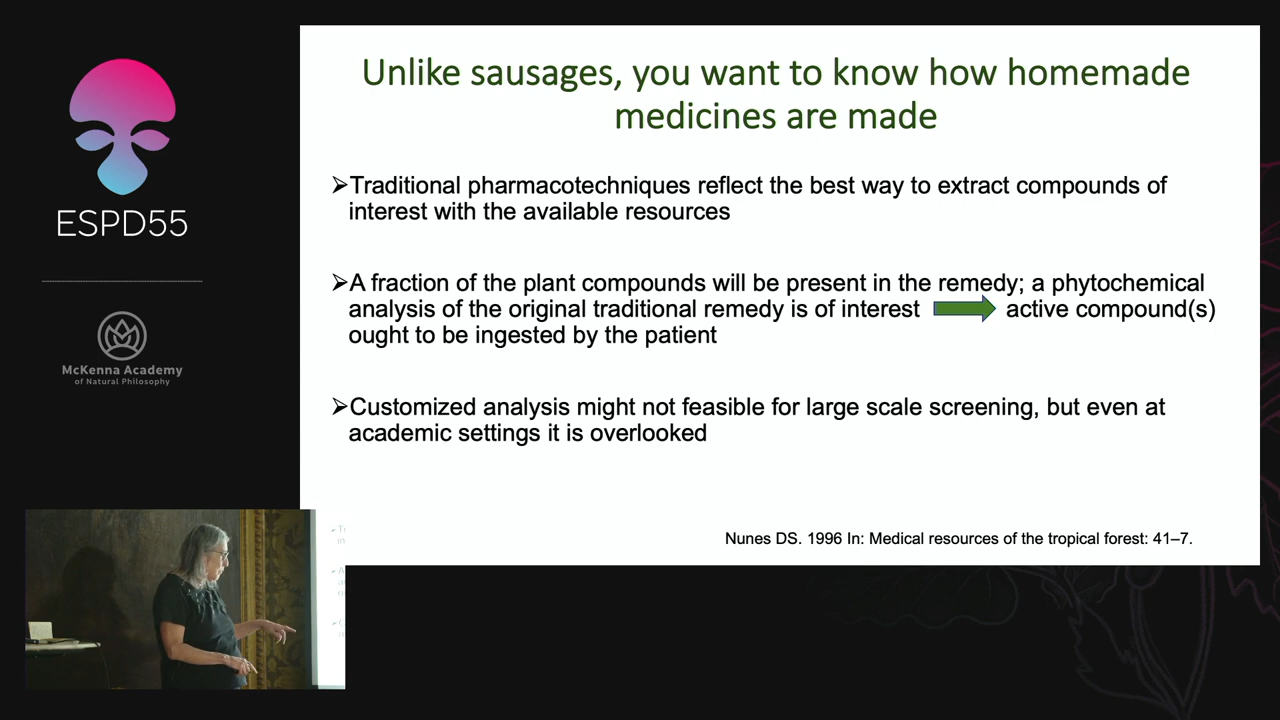 Unlike sausages, you want to know how homemade
medicines are made
➢Traditional pharmacotechniques reflect the best way to extract compounds of
interest with the available resources
➢A fraction of the plant compounds will be present in the remedy; a phytochemical
analysis of the original traditional remedy is of interest active compound(s)
ought to be ingested by the patient
➢Customized analysis might not feasible for large scale screening, but even at
academic settings it is overlooked
Nunes DS. 1996 In: Medical resources of the tropical forest: 41–7.
ESPD55
McKenna Academy
of Natural Philosophy